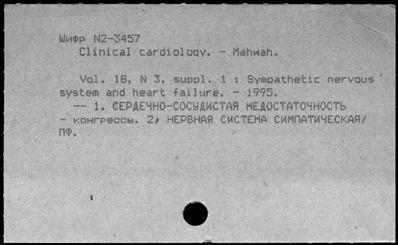 Шифр N2-3457
Clinical cardiology. - Mahwah.
Vol. 18, N 3, suppl. 1 : Sympathetic nervous
system and heart failure. - 1995.
-- 1. СЕРДЕЧНО-СОСУДИСТАЯ НЕДОСТАТОЧНОСТЬ
- конгрессы. 2, НЕРВНАЯ СИСТЕМА СИМПАТИЧЕСКАЯ/
ПФ.